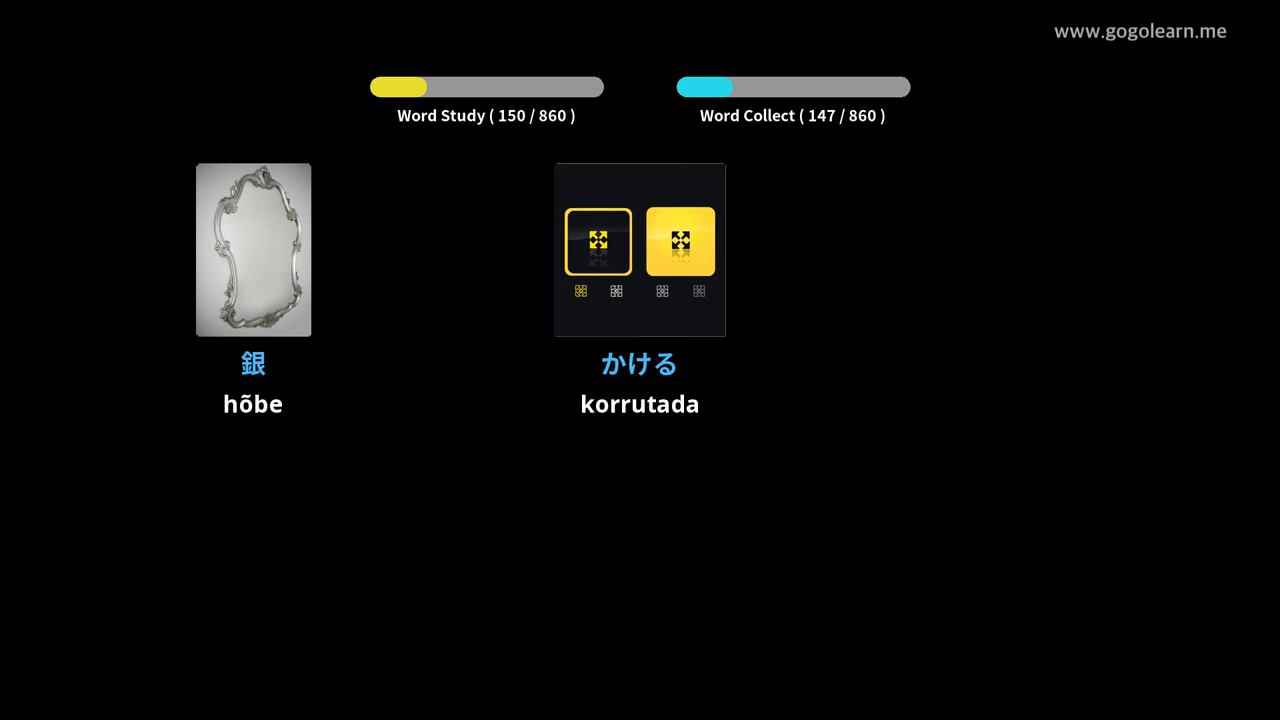 www.gogolearn.me
Word Study ( 150 / 860 )
Word Collect ( 147 / 860 )
銀
hõbe
かける
korrutada